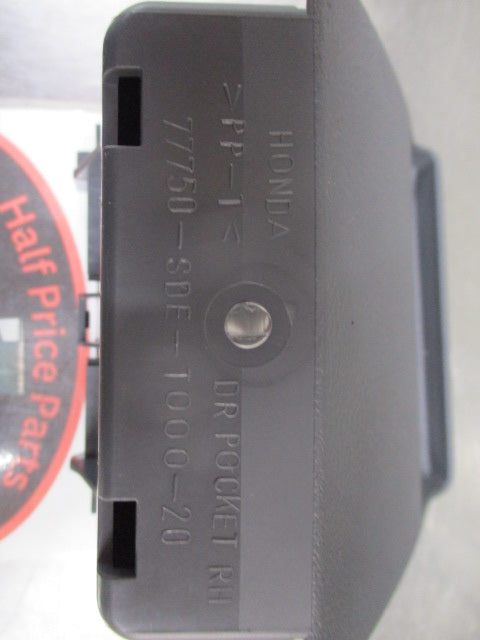 HONDA
>PP-T<
DR POCKET RH
77750-SDE-T000-20
Half Price Parts